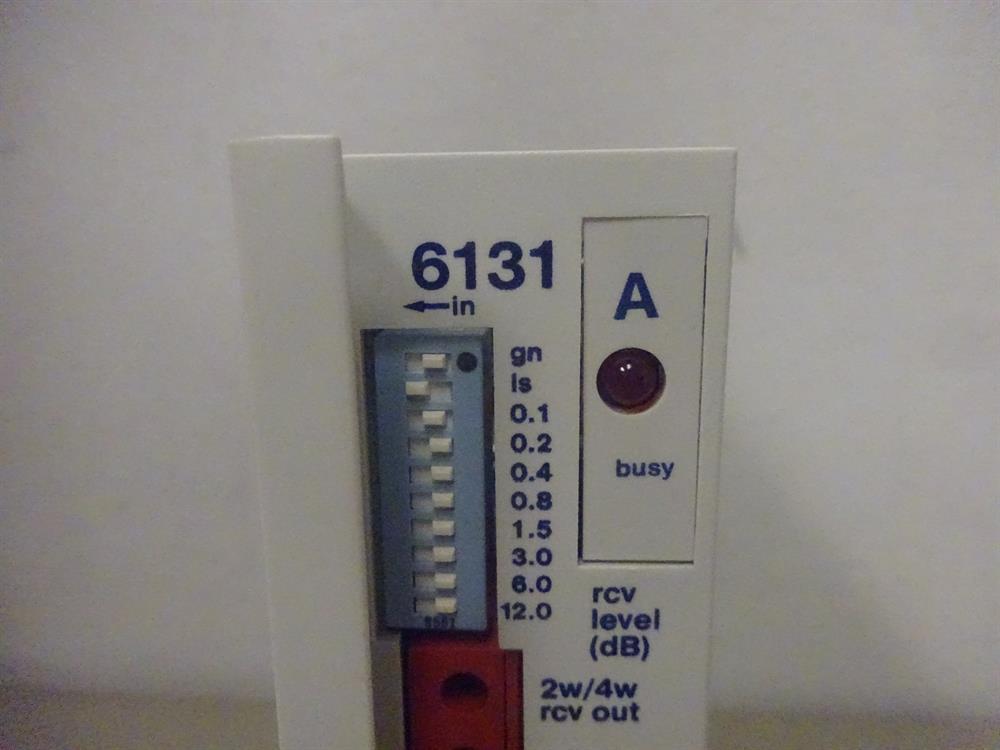 6131
←in
gn
ls
0.1
0.2
0.4
0.8
1.5
3.0
6.0
12.0
A
busy
rcv
level
(dB)
2w/4w
rcv out